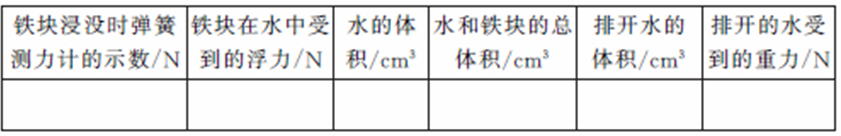 铁块浸没时弹簧测力计的示数/N
铁块在水中受到的浮力/N
水的体积/cm³
水和铁块的总体积/cm³
排开水的体积/cm³
排开的水受到的重力/N